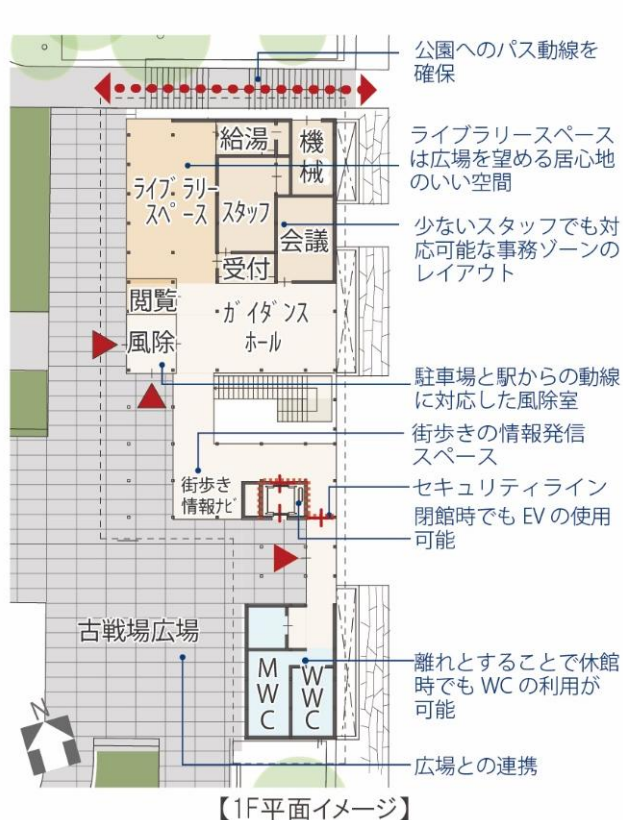 公園へのパス動線を
確保
ライブラリースペース
は広場を望める居心地
のいい空間
少ないスタッフでも対
応可能な事務ゾーンの
レイアウト
駐車場と駅からの動線
に対応した風除室
街歩きの情報発信
スペース
セキュリティライン
閉館時でも EV の使用
可能
離れとすることで休館
時でも WC の利用が
可能
広場との連携
給湯
機
械
ライブラリー
スペース
スタッフ
会議
受付
閲覧
ガイダンス
ホール
風除
街歩き
情報ナビ
古戦場広場
MWC
WWC
N
【1F平面イメージ】